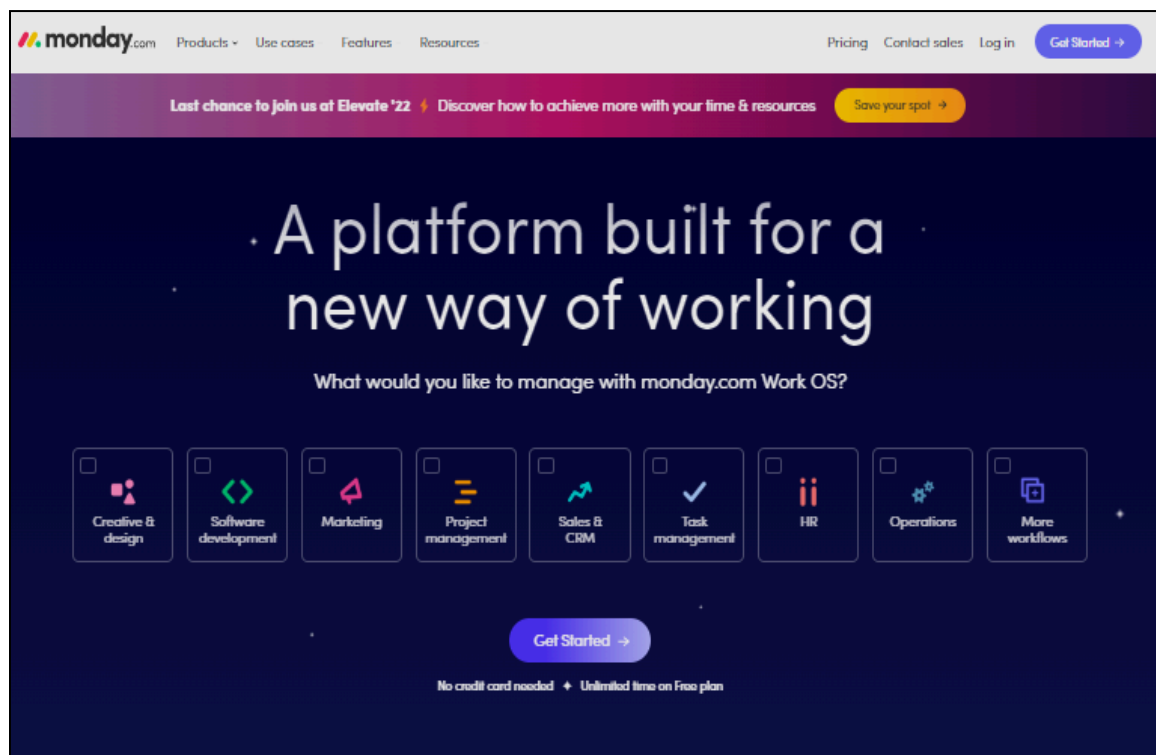 monday.com Products Use cases Features Resources Pricing Contact sales Log in Get Started →
Last chance to join us at Elevate '22 Discover how to achieve more with your time & resources Save your spot →
A platform built for a
new way of working
What would you like to manage with monday.com Work OS?
Creative &
design
Software
development
Marketing
Project
management
Sales &
CRM
Task
management
HR
Operations
More
workflows
Get Started →
No credit card needed ✦ Unlimited time on Free plan